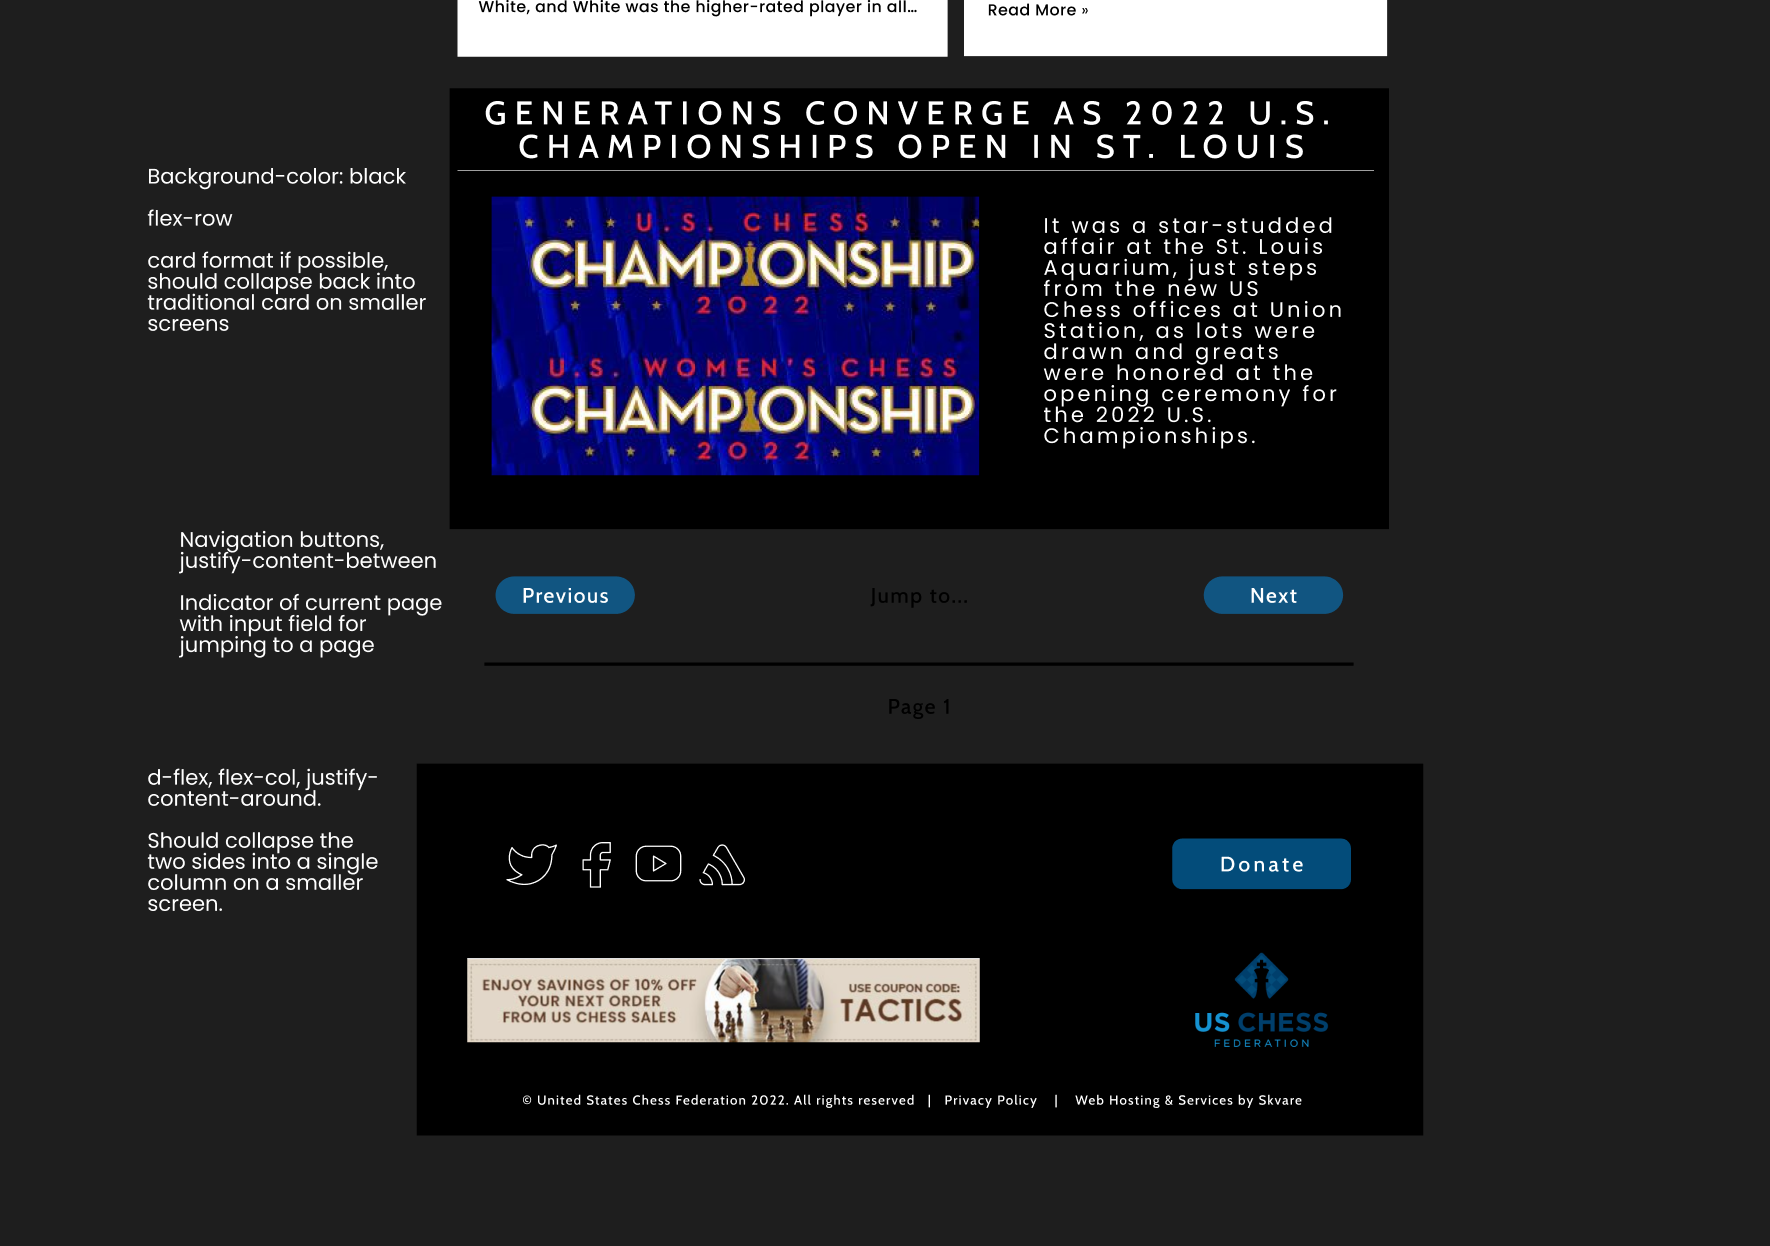 White, and White was the higher-rated player in all...
Read More »
GENERATIONS CONVERGE AS 2022 U.S.
CHAMPIONSHIPS OPEN IN ST. LOUIS
Background-color: black
flex-row
card format if possible,
should collapse back into
traditional card on smaller
screens
U.S. CHESS
CHAMPIONSHIP
2022
U.S. WOMEN'S CHESS
CHAMPIONSHIP
2022
It was a star-studded
affair at the St. Louis
Aquarium, just steps
from the new US
Chess offices at Union
Station, as lots were
drawn and greats
were honored at the
opening ceremony for
the 2022 U.S.
Championships.
Navigation buttons,
justify-content-between
Indicator of current page
with input field for
jumping to a page
Previous
Jump to...
Next
Page 1
d-flex, flex-col, justify-
content-around.
Should collapse the
two sides into a single
column on a smaller
screen.
Donate
ENJOY SAVINGS OF 10% OFF
YOUR NEXT ORDER
FROM US CHESS SALES
USE COUPON CODE:
TACTICS
US CHESS
FEDERATION
© United States Chess Federation 2022. All rights reserved | Privacy Policy | Web Hosting & Services by Skvare